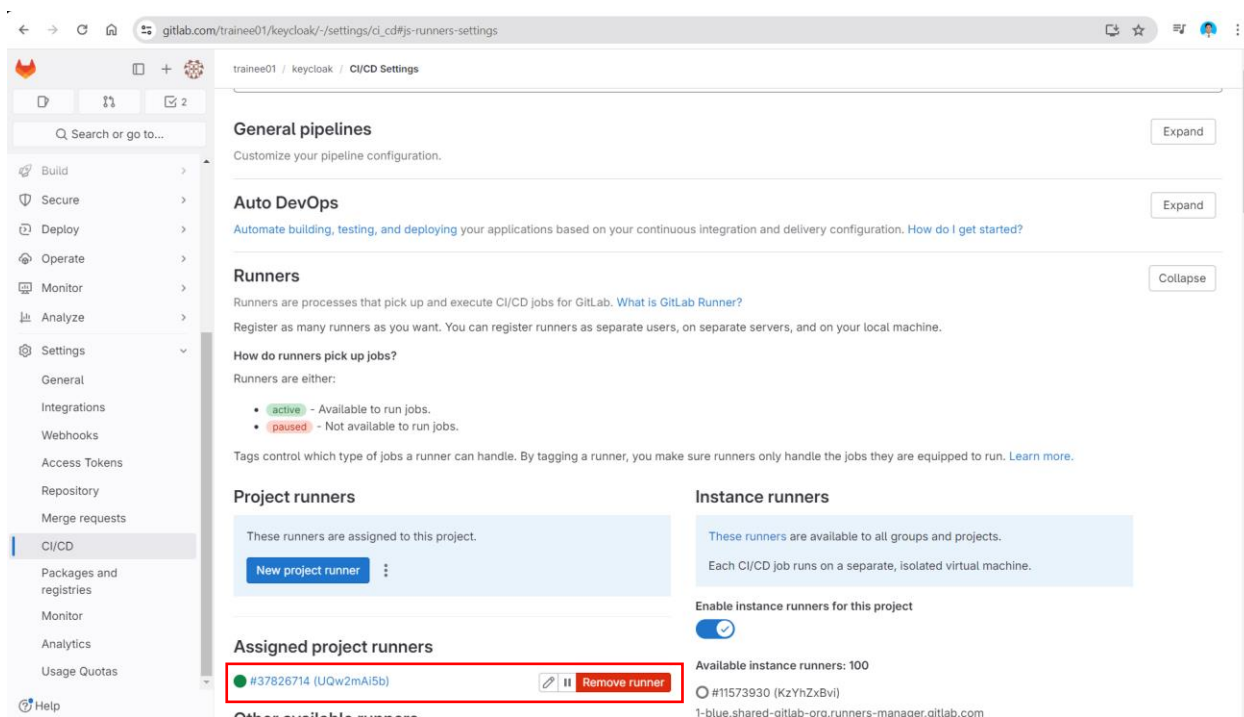 gitlab.com/trainee01/keycloak/-/settings/ci_cd#js-runners-settings
trainee01 / keycloak / CI/CD Settings
2
Search or go to...
Build
Secure
Deploy
Operate
Monitor
Analyze
Settings
General
Integrations
Webhooks
Access Tokens
Repository
Merge requests
CI/CD
Packages and
registries
Monitor
Analytics
Usage Quotas
Help
General pipelines
Expand
Customize your pipeline configuration.
Auto DevOps
Expand
Automate building, testing, and deploying your applications based on your continuous integration and delivery configuration. How do I get started?
Runners
Collapse
Runners are processes that pick up and execute CI/CD jobs for GitLab. What is GitLab Runner?
Register as many runners as you want. You can register runners as separate users, on separate servers, and on your local machine.
How do runners pick up jobs?
Runners are either:
active - Available to run jobs.
paused - Not available to run jobs.
Tags control which type of jobs a runner can handle. By tagging a runner, you make sure runners only handle the jobs they are equipped to run. Learn more.
Project runners
These runners are assigned to this project.
New project runner
Assigned project runners
#37826714 (UQw2mAi5b)
Remove runner
Other available runners
Instance runners
These runners are available to all groups and projects.
Each CI/CD job runs on a separate, isolated virtual machine.
Enable instance runners for this project
Available instance runners: 100
#11573930 (KzYhZxBvi)
1-blue.shared-gitlab-org.runners-manager.gitlab.com